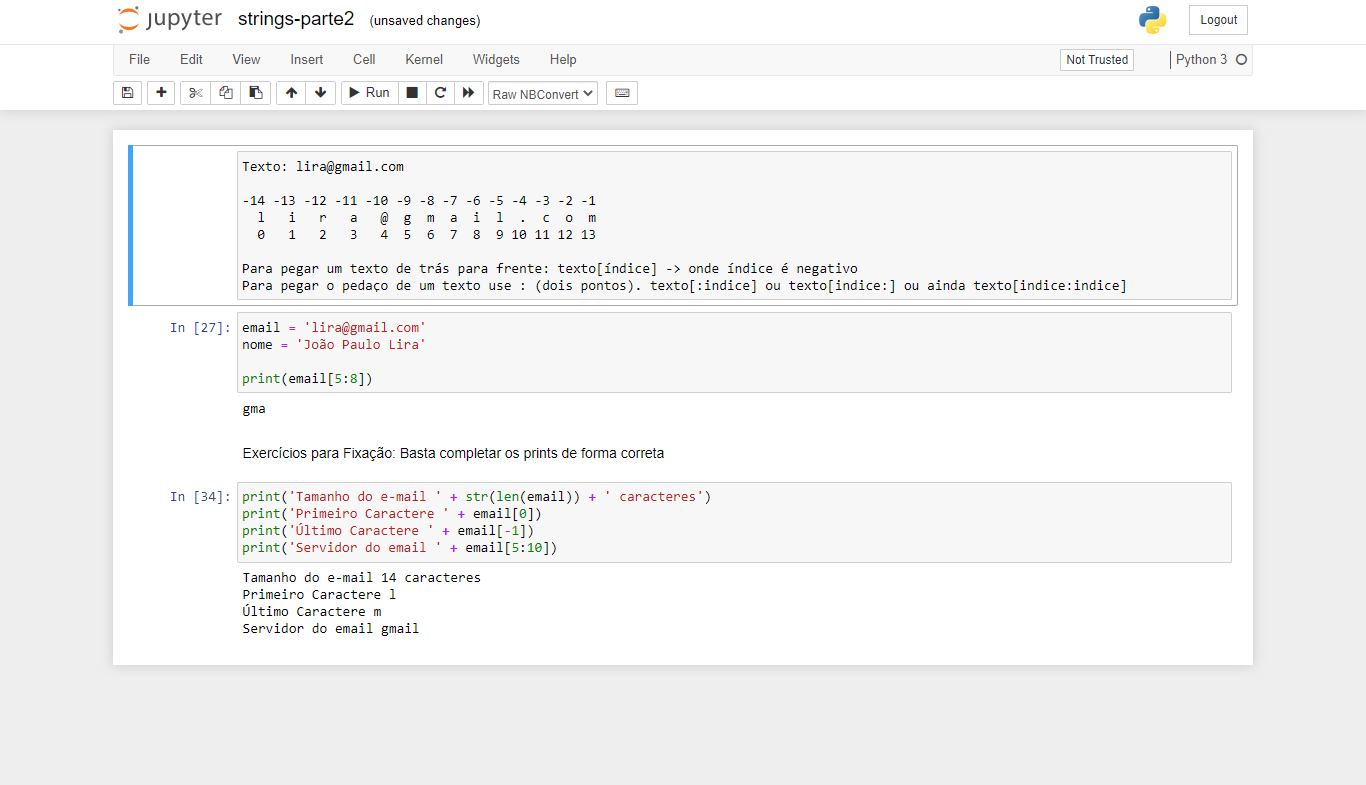 jupyter strings-parte2 (unsaved changes) Logout
File Edit View Insert Cell Kernel Widgets Help Not Trusted Python 3
Run Raw NBConvert
Texto: lira@gmail.com
-14 -13 -12 -11 -10 -9 -8 -7 -6 -5 -4 -3 -2 -1
l i r a @ g m a i l . c o m
0 1 2 3 4 5 6 7 8 9 10 11 12 13
Para pegar um texto de trás para frente: texto[índice] -> onde índice é negativo
Para pegar o pedaço de um texto use : (dois pontos). texto[:indice] ou texto[indice:] ou ainda texto[indice:indice]
In [27]: email = 'lira@gmail.com'
nome = 'João Paulo Lira'
print(email[5:8])
gma
Exercícios para Fixação: Basta completar os prints de forma correta
In [34]: print('Tamanho do e-mail ' + str(len(email)) + ' caracteres')
print('Primeiro Caractere ' + email[0])
print('Último Caractere ' + email[-1])
print('Servidor do email ' + email[5:10])
Tamanho do e-mail 14 caracteres
Primeiro Caractere l
Último Caractere m
Servidor do email gmail